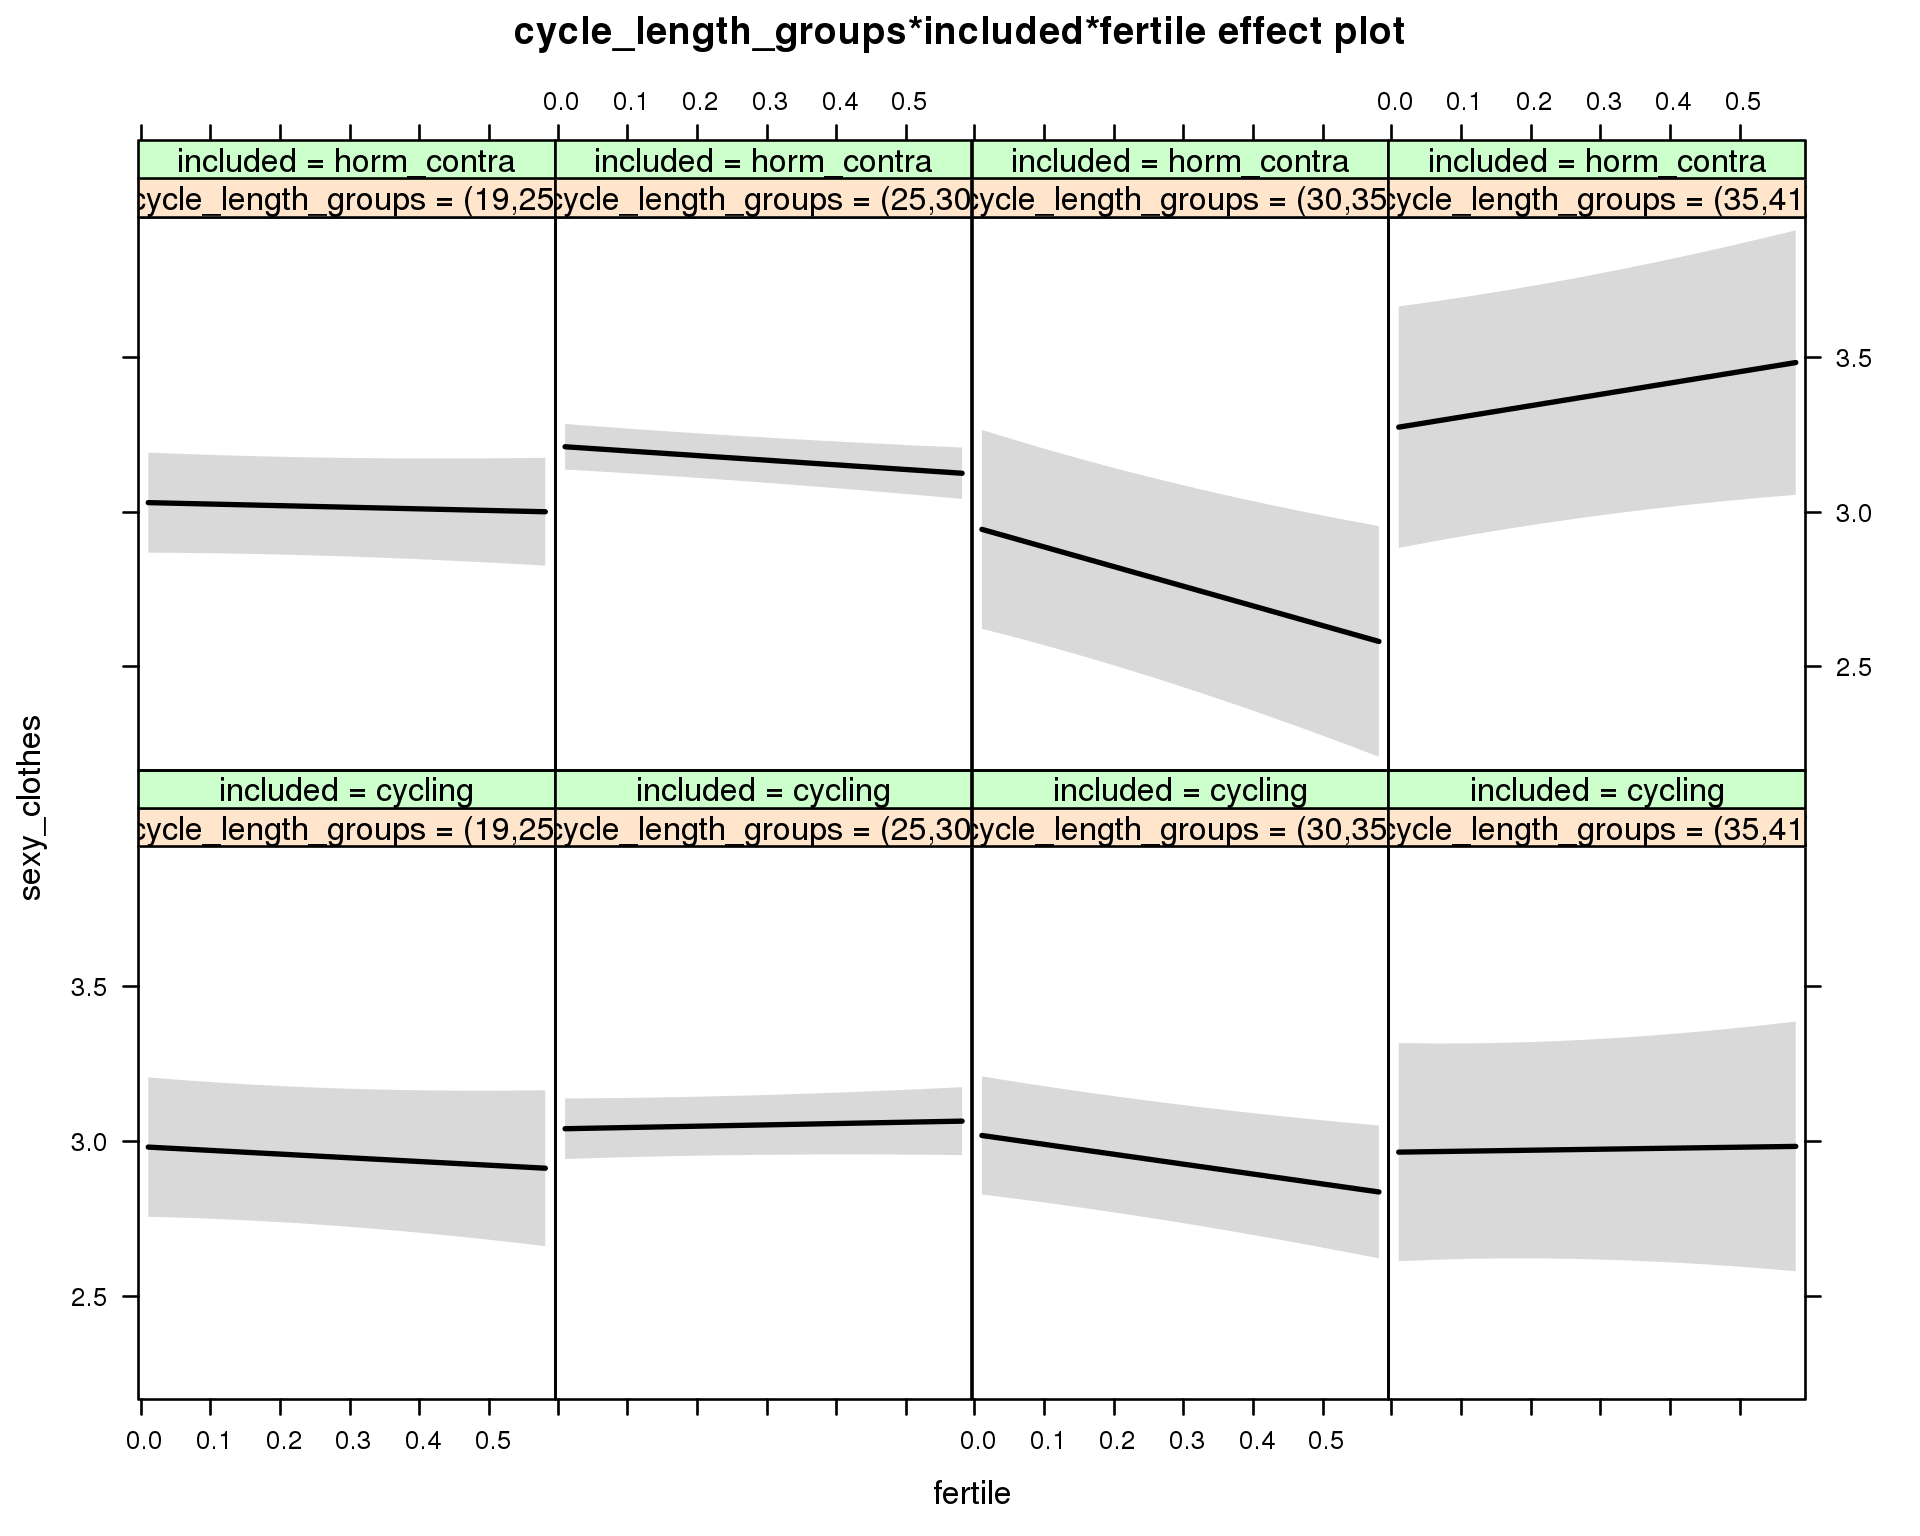 cycle_length_groups*included*fertile effect plot
0.0 0.1 0.2 0.3 0.4 0.5 0.0 0.1 0.2 0.3 0.4 0.5
included = horm_contra included = horm_contra included = horm_contra included = horm_contra
cycle_length_groups = (19,25 cycle_length_groups = (25,30 cycle_length_groups = (30,35 cycle_length_groups = (35,41
3.5
3.0
2.5
sexy_clothes
included = cycling included = cycling included = cycling included = cycling
cycle_length_groups = (19,25 cycle_length_groups = (25,30 cycle_length_groups = (30,35 cycle_length_groups = (35,41
3.5
3.0
2.5
0.0 0.1 0.2 0.3 0.4 0.5 0.0 0.1 0.2 0.3 0.4 0.5
fertile